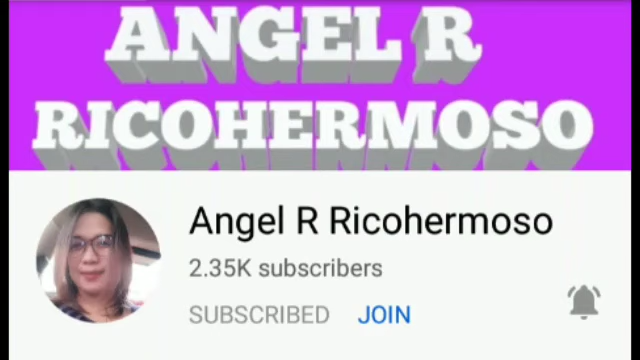 ANGEL R
RICOHERMOSO
Angel R Ricohermoso
2.35K subscribers
SUBSCRIBED JOIN